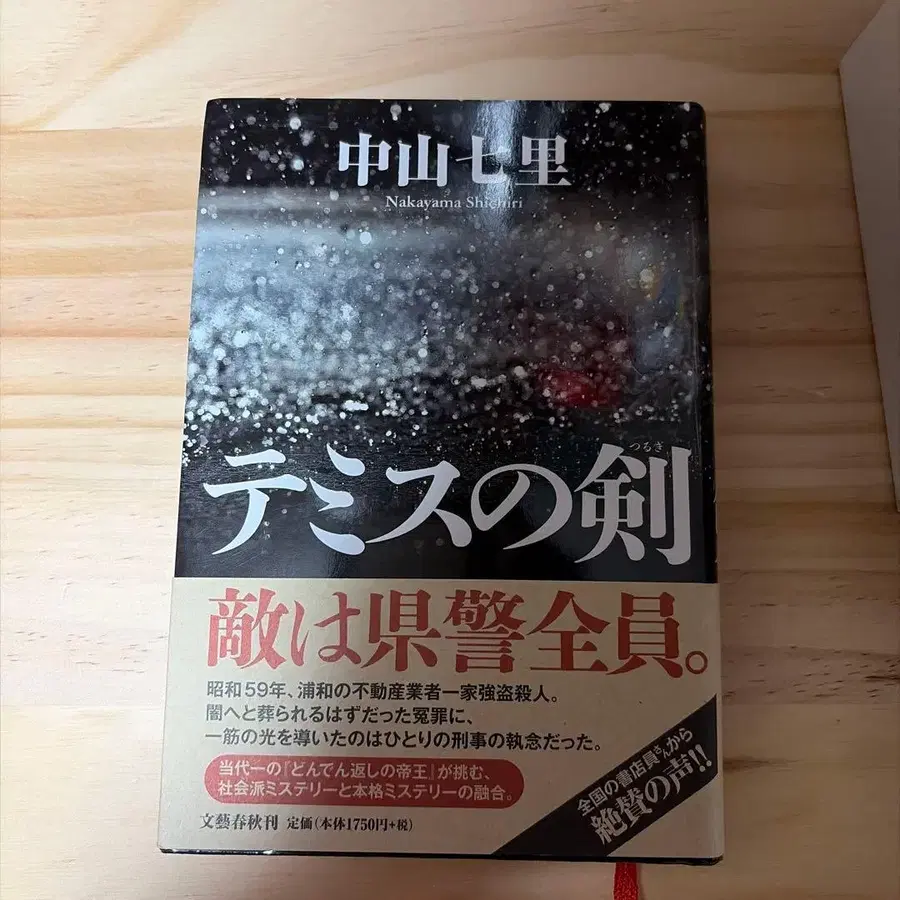 中山七里
Nakayama Shichiri
つるぎ
テミスの剣
敵は県警全員。
昭和59年、浦和の不動産業者一家強盗殺人。
闇へと葬られるはずだった冤罪に、
一筋の光を導いたのはひとりの刑事の執念だった。
当代一の『どんでん返しの帝王』が挑む、
社会派ミステリーと本格ミステリーの融合。
全国の書店員さんから
絶賛の声!!
文藝春秋刊 定価(本体1750円+税)